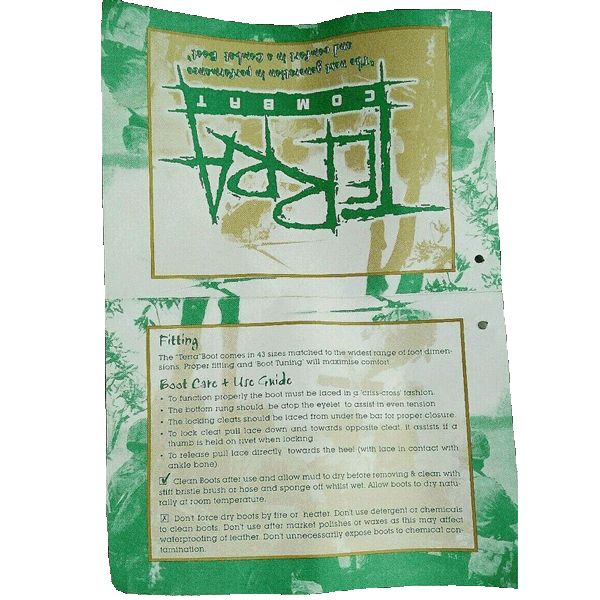 "The next generation in performance
and comfort in a Combat Boot"
COMBAT
TERRA
Fitting
The "Terra" Boot comes in 43 sizes matched to the widest range of foot dimen-
sions. Proper fitting and 'Boot Tuning' will maximise comfort.
Boot Care + Use Guide
• To function properly the boot must be laced in a 'criss-cross' fashion.
• The bottom rung should be atop the eyelet to assist in even tension
• The locking cleats should be laced from under the bar for proper closure.
• To lock cleat pull lace down and towards opposite cleat, it assists if a
thumb is held on rivet when locking
• To release pull lace directly towards the heel (with lace in contact with
ankle bone)
☑ Clean Boots after use and allow mud to dry before removing & clean with
stiff bristle brush or hose and sponge off whilst wet. Allow boots to dry natu-
rally at room temperature.
☒ Don't force dry boots by fire or heater. Don't use detergent or chemicals
to clean boots. Don't use after market polishes or waxes as this may affect
waterproofing of leather. Don't unnecessarily expose boots to chemical con-
tamination.